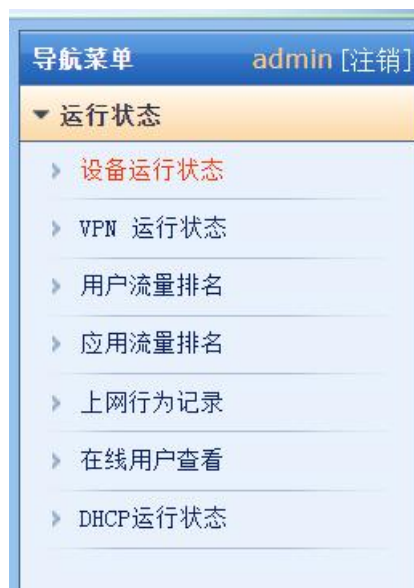 导航菜单 admin [注销]
运行状态
设备运行状态
VPN 运行状态
用户流量排名
应用流量排名
上网行为记录
在线用户查看
DHCP运行状态